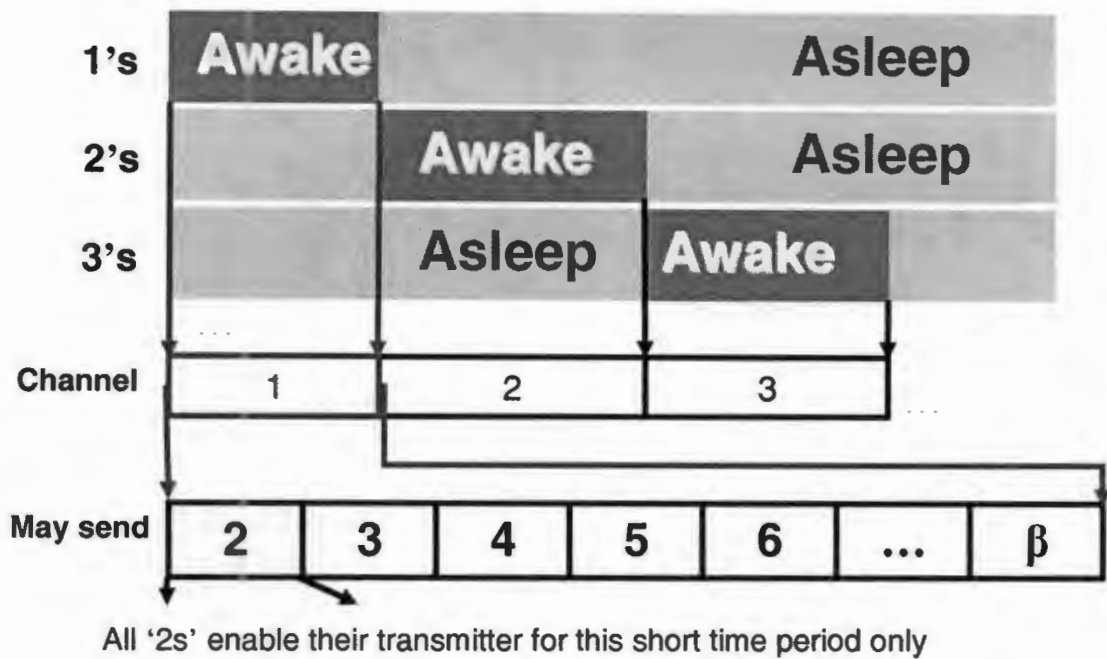 1's Awake Asleep
2's Awake Asleep
3's Asleep Awake
. . .
Channel 1 2 3
. . .
May send 2 3 4 5 6 ... β
All '2s' enable their transmitter for this short time period only